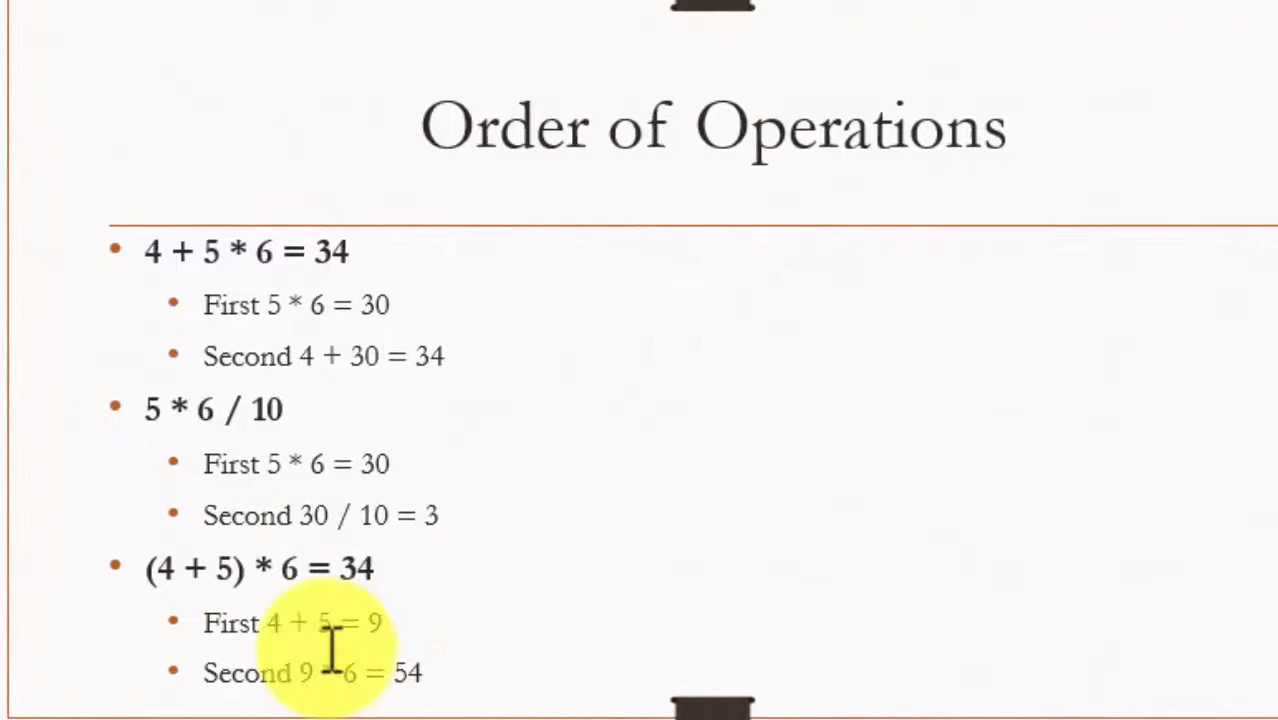 Order of Operations
4 + 5 * 6 = 34
First 5 * 6 = 30
Second 4 + 30 = 34
5 * 6 / 10
First 5 * 6 = 30
Second 30 / 10 = 3
(4 + 5) * 6 = 34
First 4 + 5 = 9
Second 9 * 6 = 54